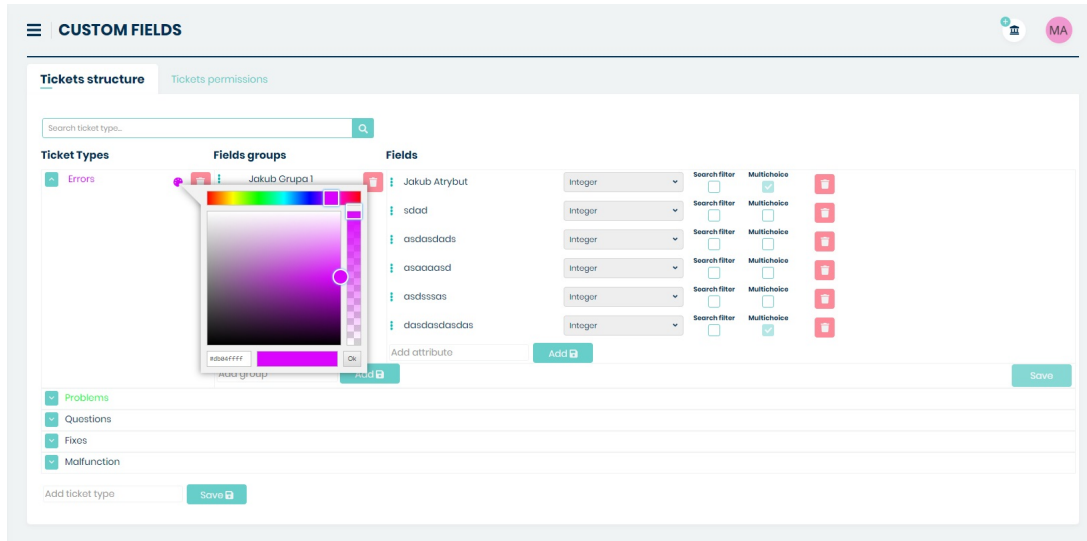 CUSTOM FIELDS
MA
Tickets structure
Tickets permissions
Search ticket type...
Ticket Types
Fields groups
Fields
Errors
Jakub Grupa 1
Jakub Atrybut
Integer
Search filter
Multichoice
sdad
Integer
Search filter
Multichoice
asdasdads
Integer
Search filter
Multichoice
asaaaasd
Integer
Search filter
Multichoice
asdsssas
Integer
Search filter
Multichoice
dasdasdasdas
Integer
Search filter
Multichoice
Add attribute
Add
Ok
Add group
Add
Save
Problems
Questions
Fixes
Malfunction
Add ticket type
Save